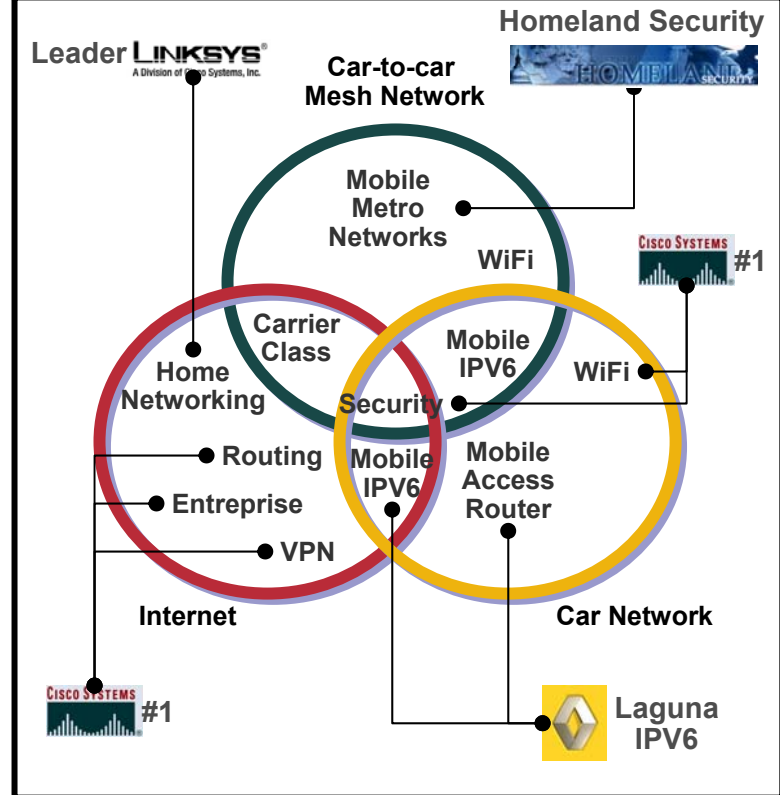 Homeland Security
Leader LINKSYS®
A Division of Cisco Systems, Inc.
HOMELAND
SECURITY
Car-to-car
Mesh Network
Mobile
Metro
Networks
WiFi
CISCO SYSTEMS
#1
Carrier
Class
Mobile
IPV6
WiFi
Home
Networking
Security
Routing
Mobile
IPV6
Mobile
Access
Router
Entreprise
VPN
Internet
Car Network
CISCO SYSTEMS
#1
Laguna
IPV6